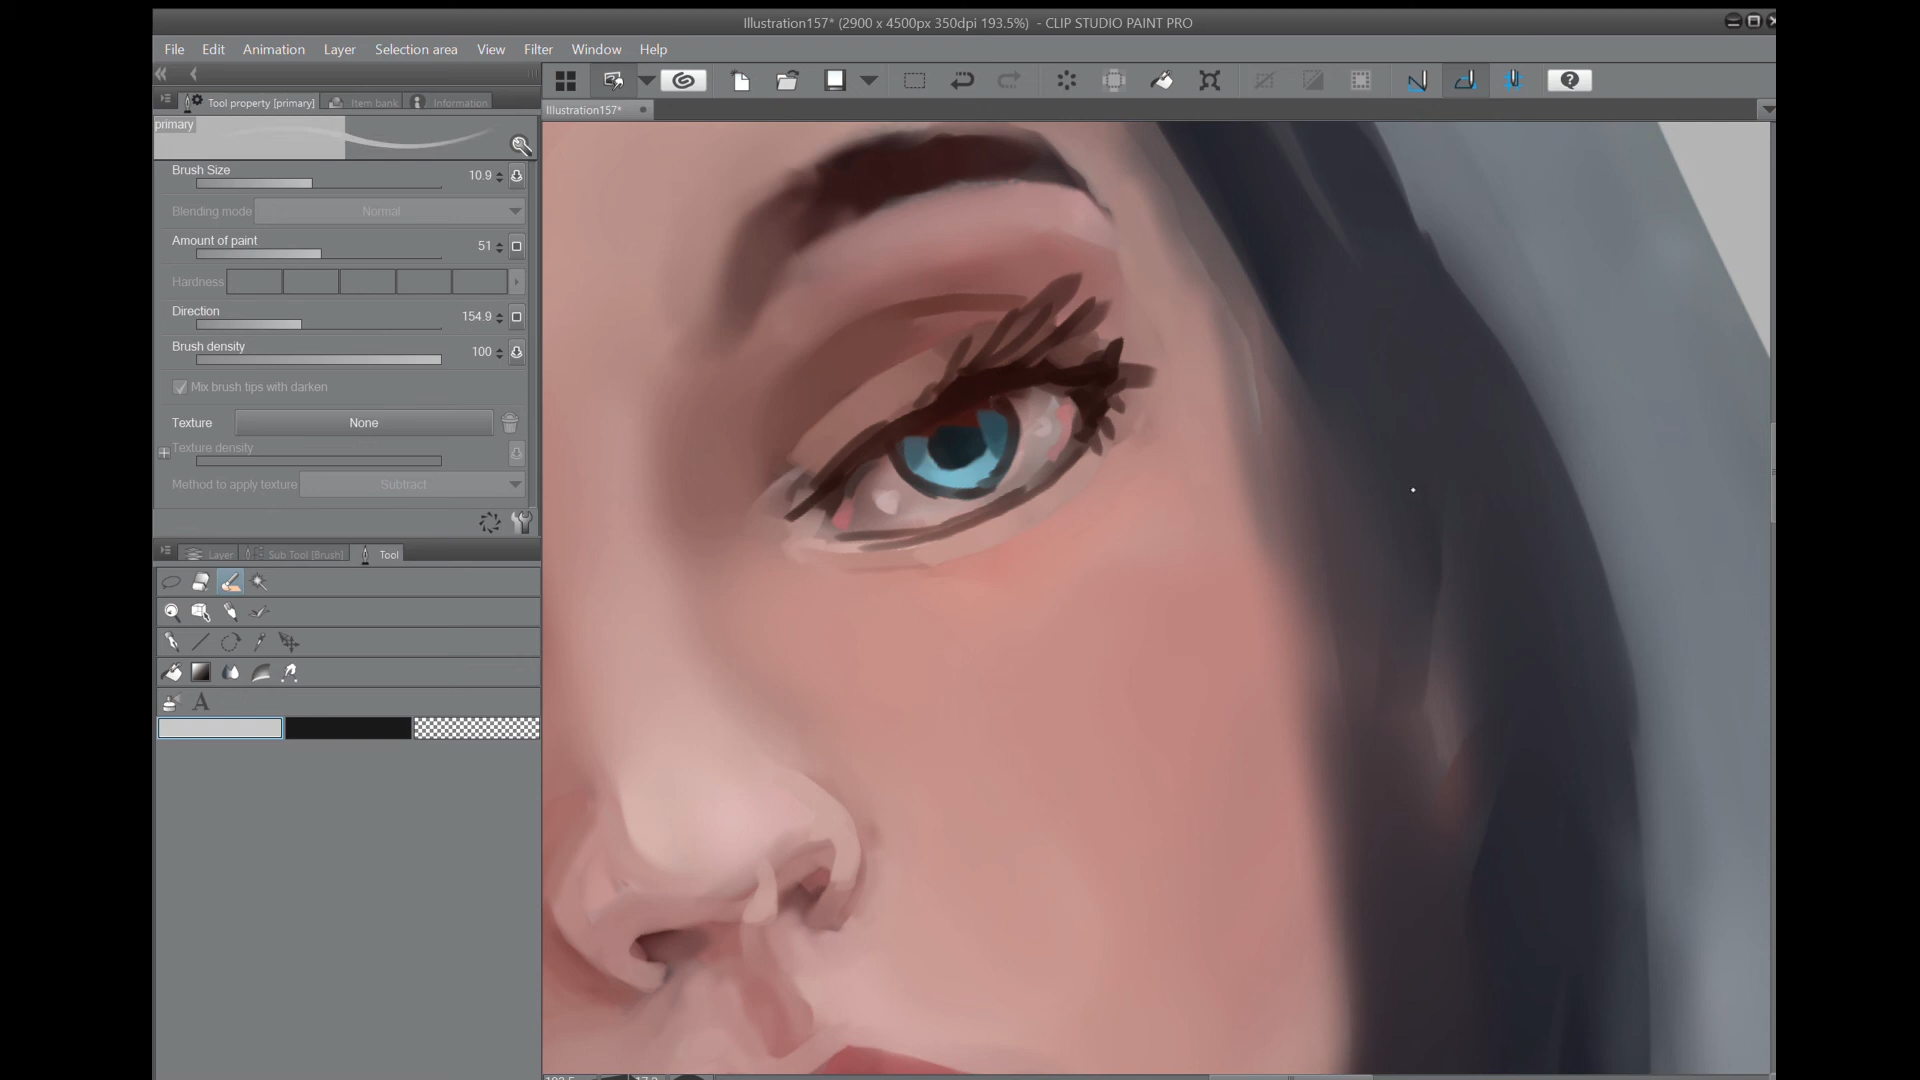 Illustration157* (2900 x 4500px 350dpi 193.5%) - CLIP STUDIO PAINT PRO
File Edit Animation Layer Selection area View Filter Window Help
Tool property [primary] Item bank Information
Illustration157*
primary
Brush Size 10.9
Blending mode Normal
Amount of paint 51
Hardness
Direction 154.9
Brush density 100
Mix brush tips with darken
Texture None
Texture density
Method to apply texture Subtract
Layer Sub Tool [Brush] Tool
A